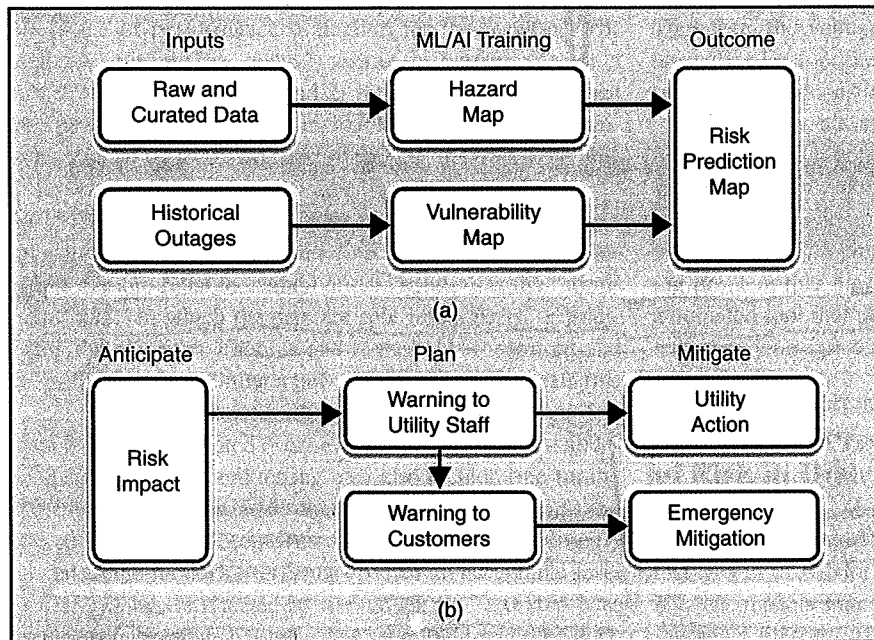 Inputs ML/AI Training Outcome
Raw and
Curated Data
Hazard
Map
Risk
Prediction
Map
Historical
Outages
Vulnerability
Map
(a)
Anticipate Plan Mitigate
Risk
Impact
Warning to
Utility Staff
Utility
Action
Warning to
Customers
Emergency
Mitigation
(b)